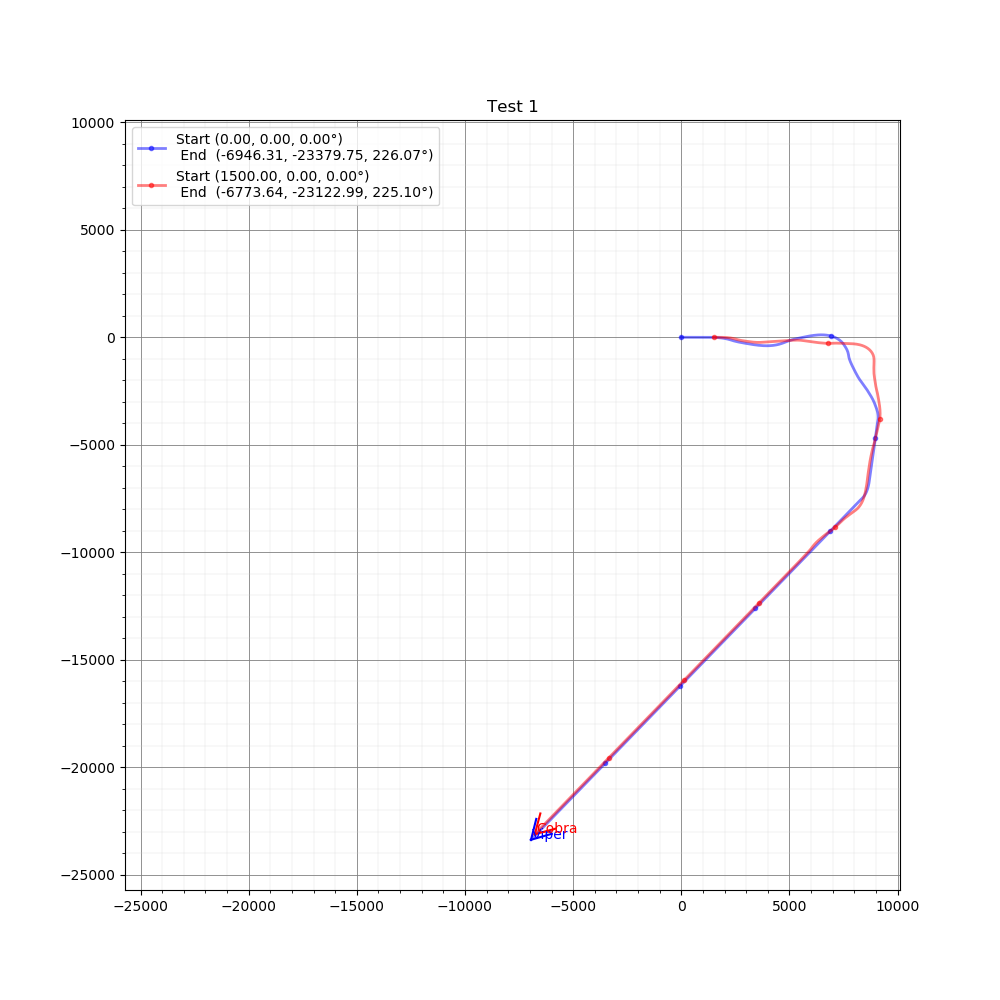 Test 1
Start (0.00, 0.00, 0.00°)
End (-6946.31, -23379.75, 226.07°)
Start (1500.00, 0.00, 0.00°)
End (-6773.64, -23122.99, 225.10°)
10000
5000
0
−5000
−10000
−15000
−20000
−25000
Cobra
−25000 −20000 −15000 −10000 −5000 0 5000 10000